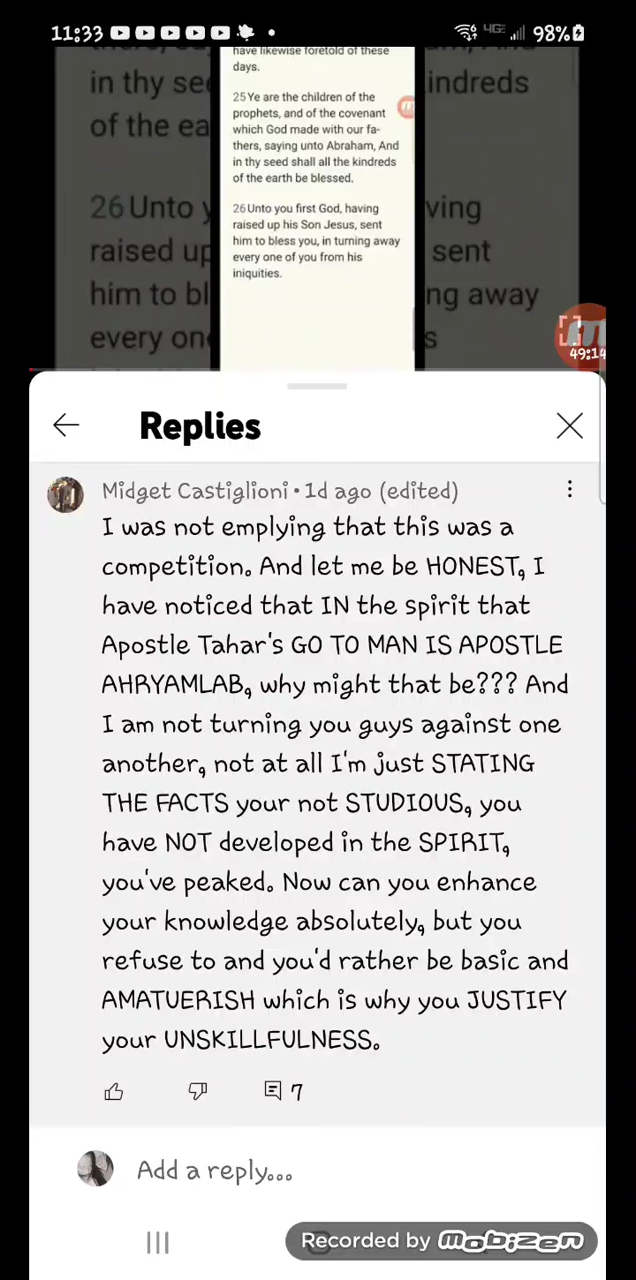 11:33
4GE
98%
have likewise foretold of these
days.
in thy see
indreds
of the ea
25 Ye are the children of the
prophets, and of the covenant
which God made with our fa-
thers, saying unto Abraham, And
in thy seed shall all the kindreds
of the earth be blessed.
26 Unto y
ving
raised up
sent
him to bl
ng away
every one
s
26 Unto you first God, having
raised up his Son Jesus, sent
him to bless you, in turning away
every one of you from his
iniquities.
49:14
Replies
Midget Castiglioni • 1d ago (edited)
I was not emplying that this was a
competition. And let me be HONEST, I
have noticed that IN the spirit that
Apostle Tahar's GO TO MAN IS APOSTLE
AHRYAMLAB, why might that be??? And
I am not turning you guys against one
another, not at all I'm just STATING
THE FACTS your not STUDIOUS, you
have NOT developed in the SPIRIT,
you've peaked. Now can you enhance
your knowledge absolutely, but you
refuse to and you'd rather be basic and
AMATUERISH which is why you JUSTIFY
your UNSKILLFULNESS.
7
Add a reply...
Recorded by mobizen